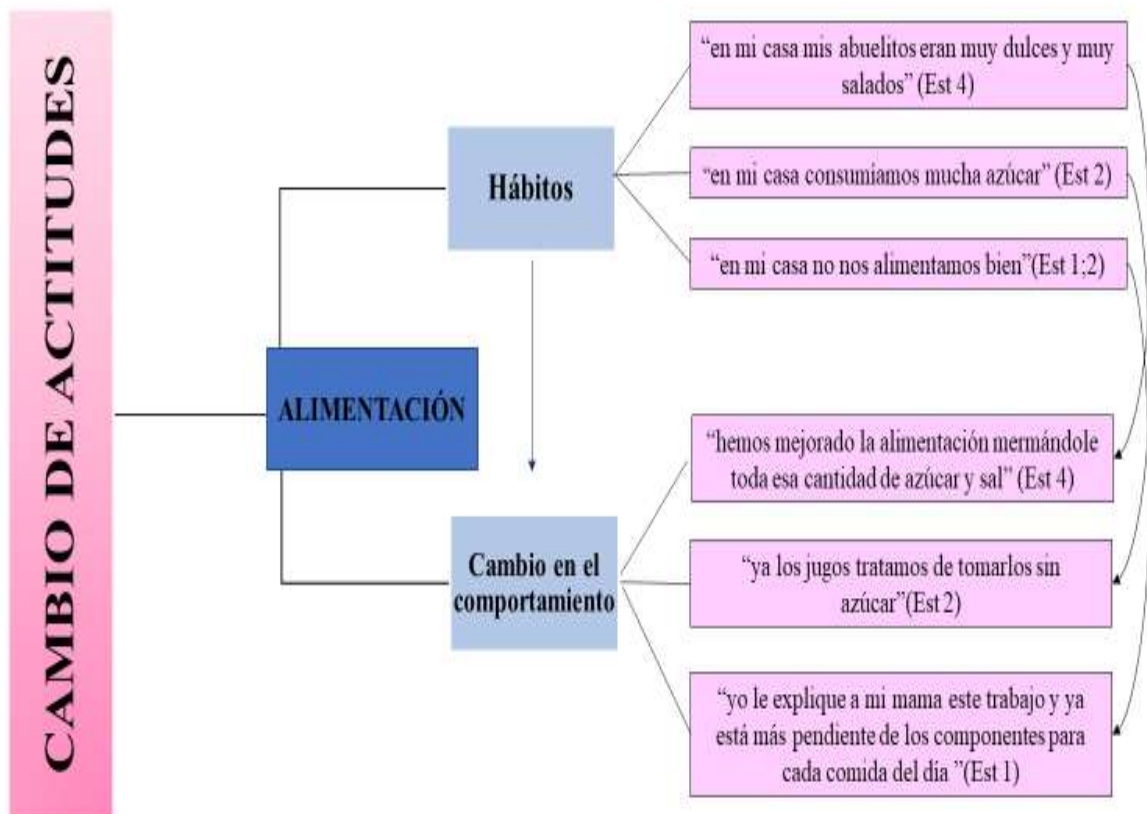 CAMBIO DE ACTITUDES
ALIMENTACIÓN
Hábitos
“en mi casa mis abuelitos eran muy dulces y muy
salados” (Est 4)
“en mi casa consumíamos mucha azúcar” (Est 2)
“en mi casa no nos alimentamos bien”(Est 1;2)
Cambio en el
comportamiento
“hemos mejorado la alimentación mermándole
toda esa cantidad de azúcar y sal” (Est 4)
“ya los jugos tratamos de tomarlos sin
azúcar”(Est 2)
“yo le explique a mi mama este trabajo y ya
está más pendiente de los componentes para
cada comida del día ”(Est 1)